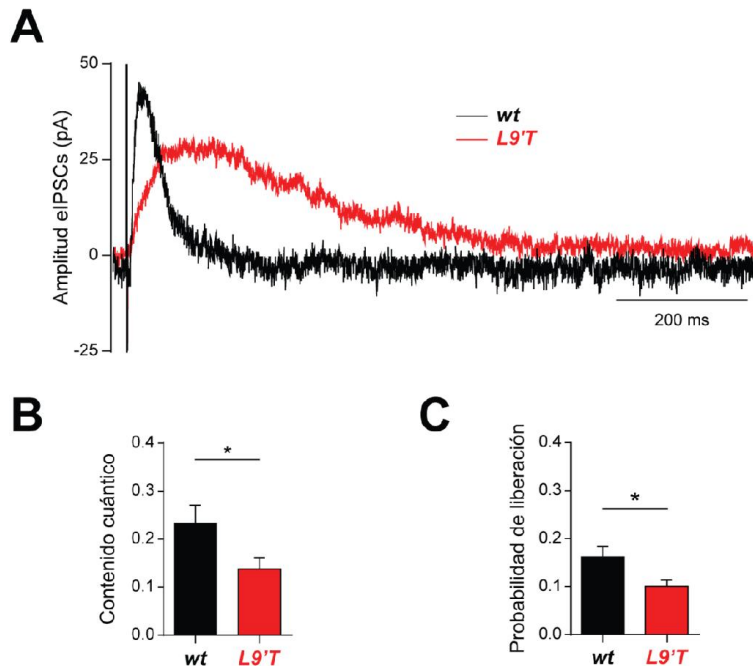 A
50
25
0
-25
Amplitud eIPSCs (pA)
wt
L9'T
200 ms
B
0.4
0.3
0.2
0.1
0.0
Contenido cuántico
*
wt
L9'T
C
0.4
0.3
0.2
0.1
0.0
Probabilidad de liberación
*
wt
L9'T